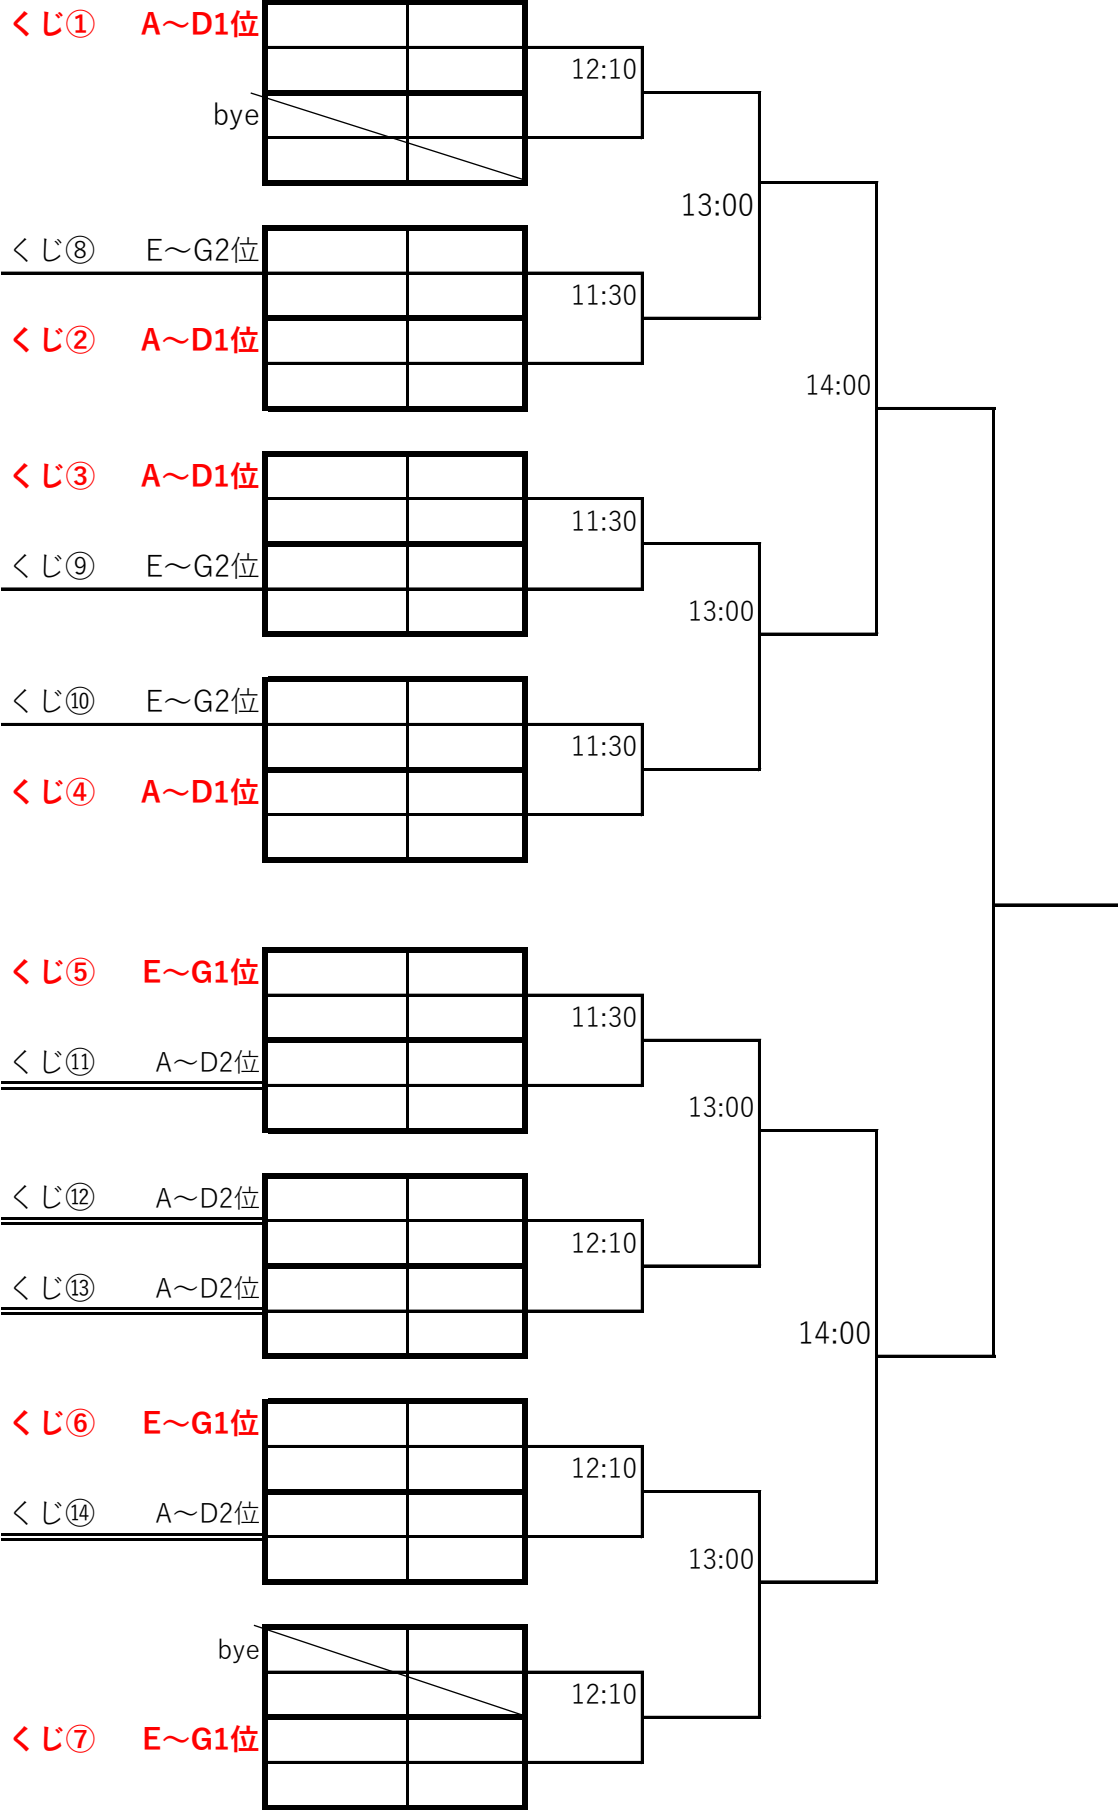 くじ① A～D1位
12:10
bye
13:00
くじ⑧ E～G2位
11:30
くじ② A～D1位
14:00
くじ③ A～D1位
11:30
くじ⑨ E～G2位
13:00
くじ⑩ E～G2位
11:30
くじ④ A～D1位
くじ⑤ E～G1位
11:30
くじ⑪ A～D2位
13:00
くじ⑫ A～D2位
12:10
くじ⑬ A～D2位
14:00
くじ⑥ E～G1位
12:10
くじ⑭ A～D2位
13:00
bye
12:10
くじ⑦ E～G1位